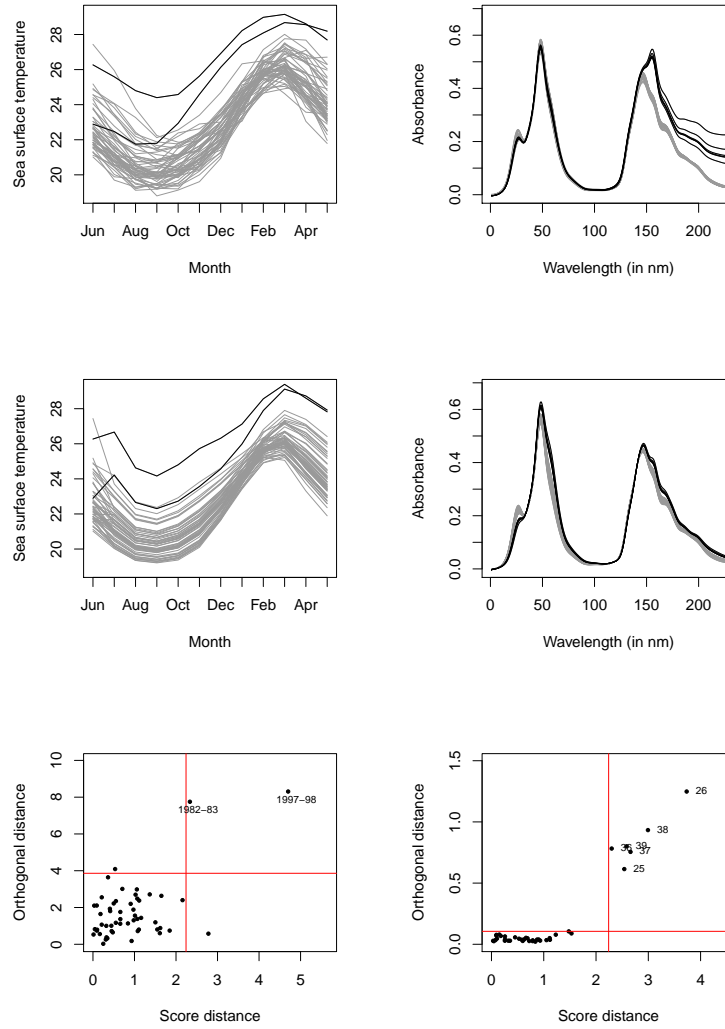 Sea surface temperature
28
26
24
22
20
Jun Aug Oct Dec Feb Apr
Month
Absorbance
0.6
0.4
0.2
0.0
0 50 100 150 200
Wavelength (in nm)
Sea surface temperature
28
26
24
22
20
Jun Aug Oct Dec Feb Apr
Month
Absorbance
0.6
0.4
0.2
0.0
0 50 100 150 200
Wavelength (in nm)
Orthogonal distance
10
8
6
4
2
0
1982−83
1997−98
0 1 2 3 4 5
Score distance
Orthogonal distance
1.5
1.0
0.5
0.0
26
38
36
39
37
25
0 1 2 3 4
Score distance